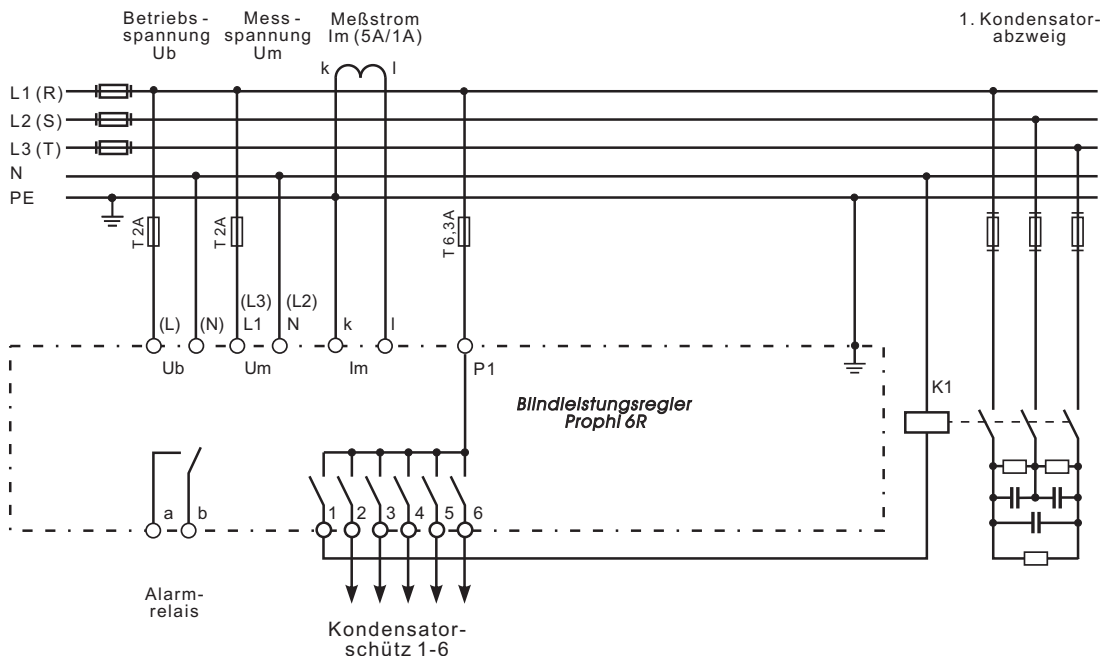 Betriebs-
spannung
Ub
Mess-
spannung
Um
Meßstrom
Im (5A/1A)
1. Kondensator-
abzweig
k l
L1 (R)
L2 (S)
L3 (T)
N
PE
T 2A
T 2A
T 6,3A
(L3) (L2)
(L) (N) L1 N k l
Ub Um Im P1
K1
Blindleistungsregler
Prophi 6R
a b 1 2 3 4 5 6
Alarm-
relais
Kondensator-
schütz 1-6